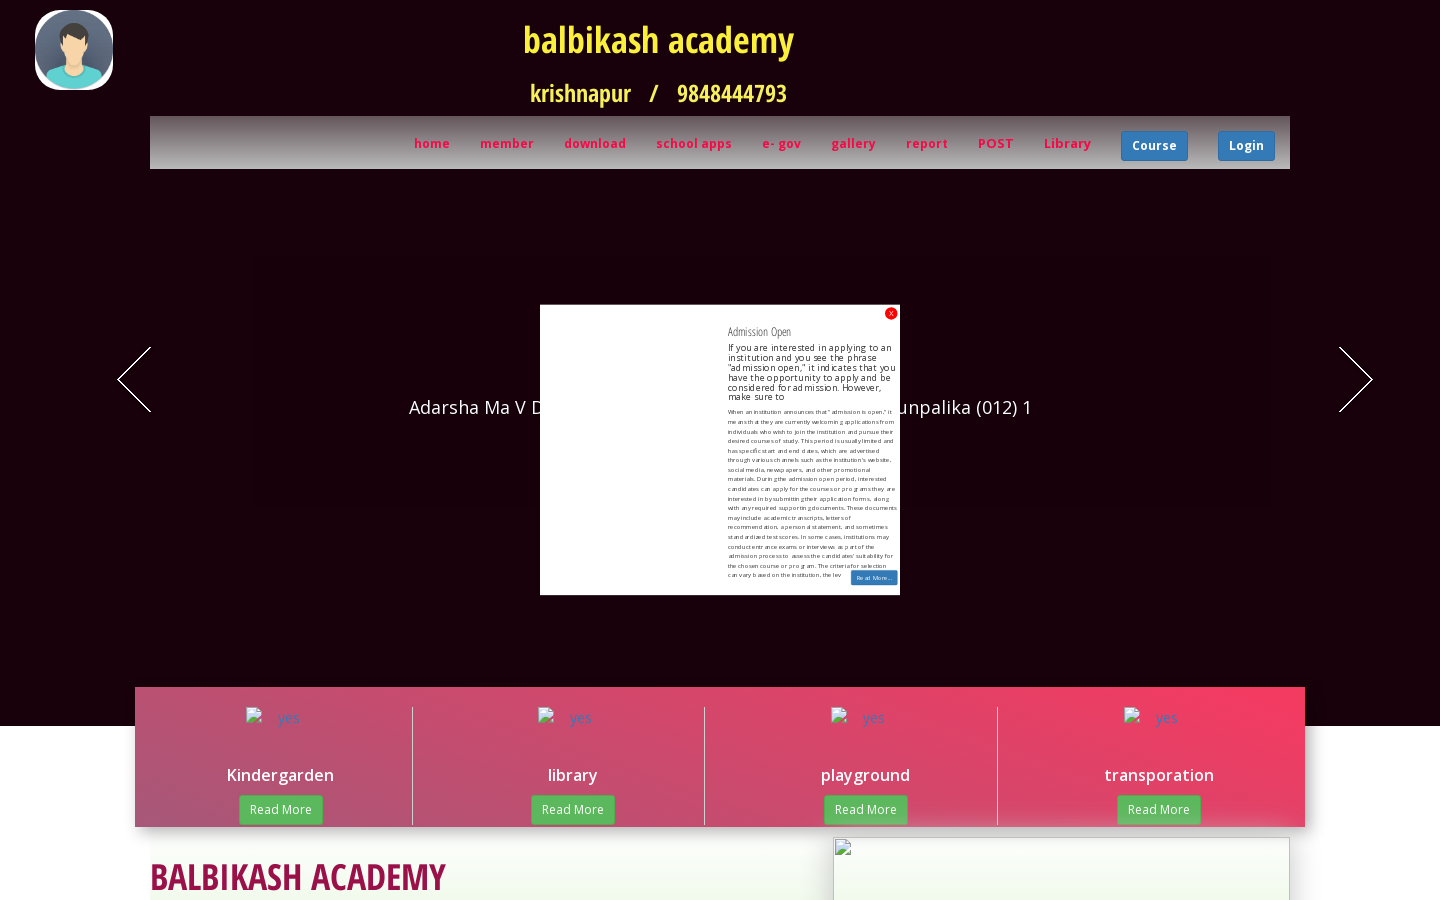 balbikash academy
krishnapur / 9848444793
home member download school apps e- gov gallery report POST Library Course Login
X
Admission Open
If you are interested in applying to an
institution and you see the phrase
"admission open," it indicates that you
have the opportunity to apply and be
considered for admission. However,
make sure to
When an institution announces that "admission is open," it
means that they are currently welcoming applications from
individuals who wish to join the institution and pursue their
desired courses of study. This period is usually limited and
has specific start and end dates, which are advertised
through various channels such as the institution's website,
social media, newspapers, and other promotional
materials. During the admission open period, interested
candidates can apply for the courses or programs they are
interested in by submitting their application forms, along
with any required supporting documents. These documents
may include academic transcripts, letters of
recommendation, a personal statement, and sometimes
standardized test scores. In some cases, institutions may
conduct entrance exams or interviews as part of the
admission process to assess the candidates' suitability for
the chosen course or program. The criteria for selection
can vary based on the institution, the lev
Read More...
Adarsha Ma V D unpalika (012) 1
yes yes yes yes
Kindergarden library playground transporation
Read More Read More Read More Read More
BALBIKASH ACADEMY